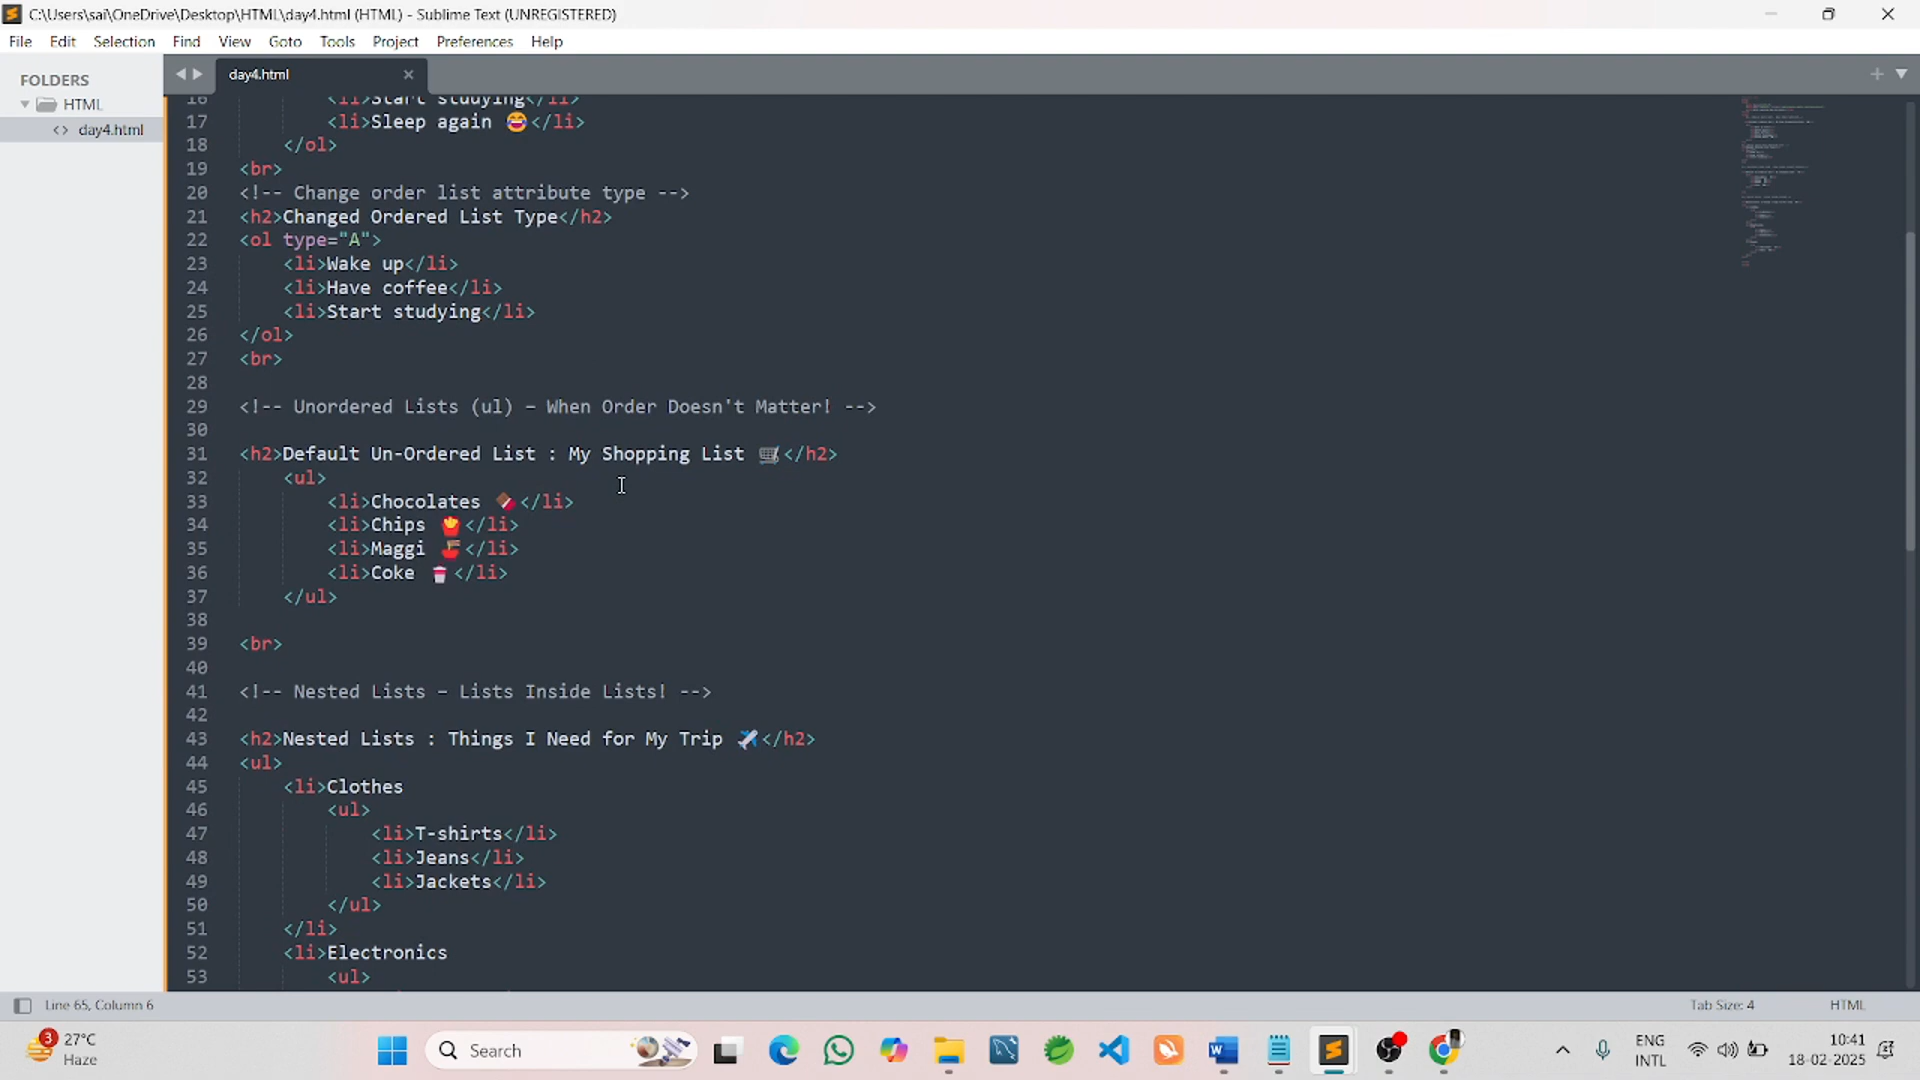 C:\Users\sai\OneDrive\Desktop\HTML\day4.html (HTML) - Sublime Text (UNREGISTERED)
File Edit Selection Find View Goto Tools Project Preferences Help
FOLDERS
HTML
day4.html
day4.html
16 <li>Start studying</li>
17 <li>Sleep again 😂</li>
18 </ol>
19 <br>
20 <!-- Change order list attribute type -->
21 <h2>Changed Ordered List Type</h2>
22 <ol type="A">
23 <li>Wake up</li>
24 <li>Have coffee</li>
25 <li>Start studying</li>
26 </ol>
27 <br>
28
29 <!-- Unordered Lists (ul) – When Order Doesn't Matter! -->
30
31 <h2>Default Un-Ordered List : My Shopping List 🛒</h2>
32 <ul>
33 <li>Chocolates 🍫</li>
34 <li>Chips 🍟</li>
35 <li>Maggi 🍜</li>
36 <li>Coke 🥤</li>
37 </ul>
38
39 <br>
40
41 <!-- Nested Lists – Lists Inside Lists! -->
42
43 <h2>Nested Lists : Things I Need for My Trip ✈️</h2>
44 <ul>
45 <li>Clothes
46 <ul>
47 <li>T-shirts</li>
48 <li>Jeans</li>
49 <li>Jackets</li>
50 </ul>
51 </li>
52 <li>Electronics
53 <ul>
Line 65, Column 6
Tab Size: 4
HTML
3
27°C
Haze
Search
ENG
INTL
10:41
18-02-2025